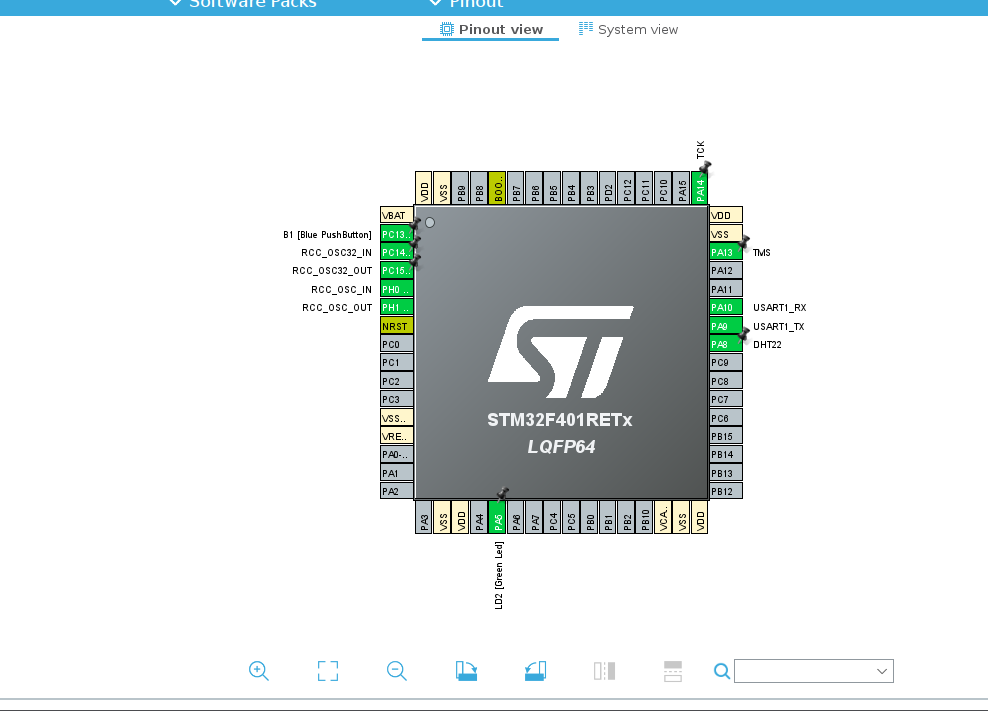 Software Packs
Pinout
Pinout view
System view
TCK
VDD
VSS
PB9
PB8
BOO..
PB7
PB6
PB5
PB4
PB3
PD2
PC12
PC11
PC10
PA15
PA14
B1 [Blue PushButton]
RCC_OSC32_IN
RCC_OSC32_OUT
RCC_OSC_IN
RCC_OSC_OUT
VBAT
PC13..
PC14..
PC15..
PH0 ..
PH1 ..
NRST
PC0
PC1
PC2
PC3
VSS..
VRE..
PA0-..
PA1
PA2
STM32F401RETx
LQFP64
VDD
VSS
PA13
PA12
PA11
PA10
PA9
PA8
PC9
PC8
PC7
PC6
PB15
PB14
PB13
PB12
TMS
USART1_RX
USART1_TX
DHT22
PA3
VSS
VDD
PA4
PA5
PA6
PA7
PC4
PC5
PB0
PB1
PB2
PB10
VCA..
VSS
VDD
LD2 [Green Led]